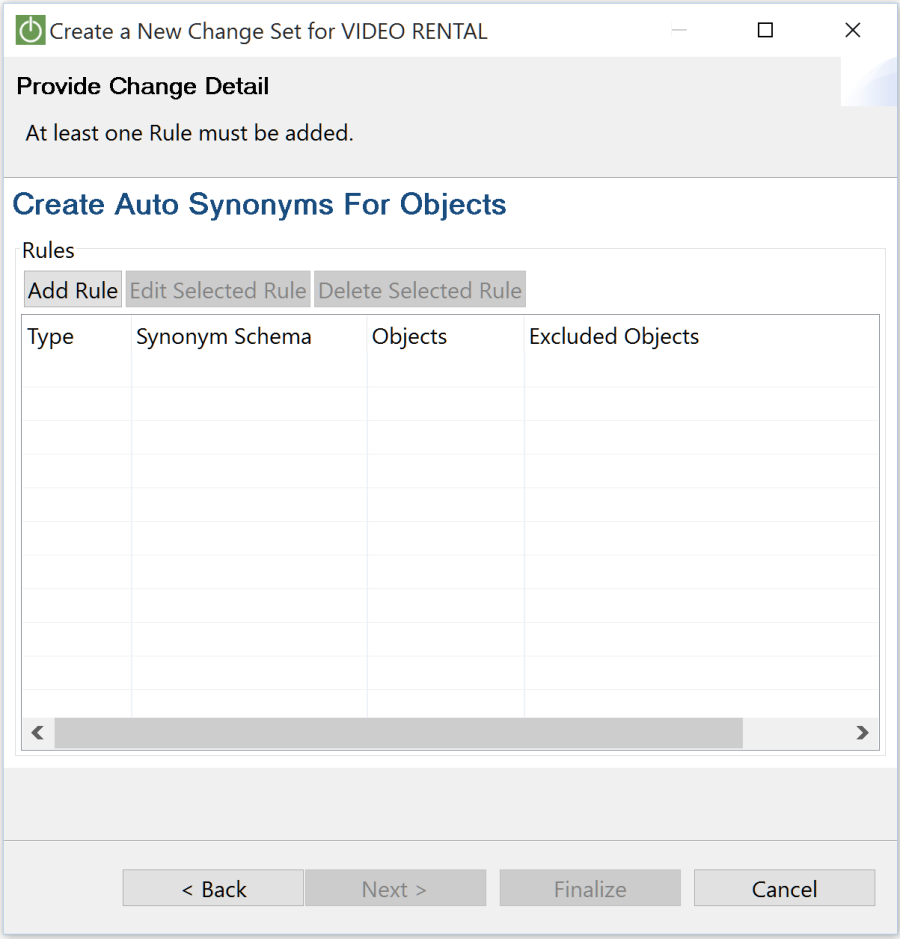 Create a New Change Set for VIDEO RENTAL
Provide Change Detail
At least one Rule must be added.
Create Auto Synonyms For Objects
Rules
Add Rule Edit Selected Rule Delete Selected Rule
Type Synonym Schema Objects Excluded Objects
< Back Next > Finalize Cancel